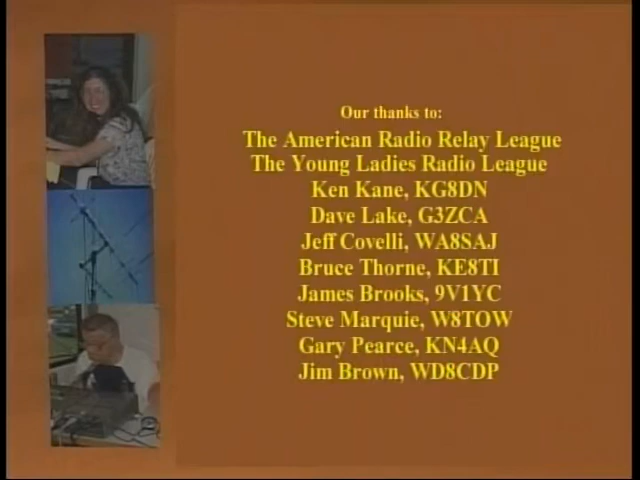 Our thanks to:
The American Radio Relay League
The Young Ladies Radio League
Ken Kane, KG8DN
Dave Lake, G3ZCA
Jeff Covelli, WA8SAJ
Bruce Thorne, KE8TI
James Brooks, 9V1YC
Steve Marquie, W8TOW
Gary Pearce, KN4AQ
Jim Brown, WD8CDP